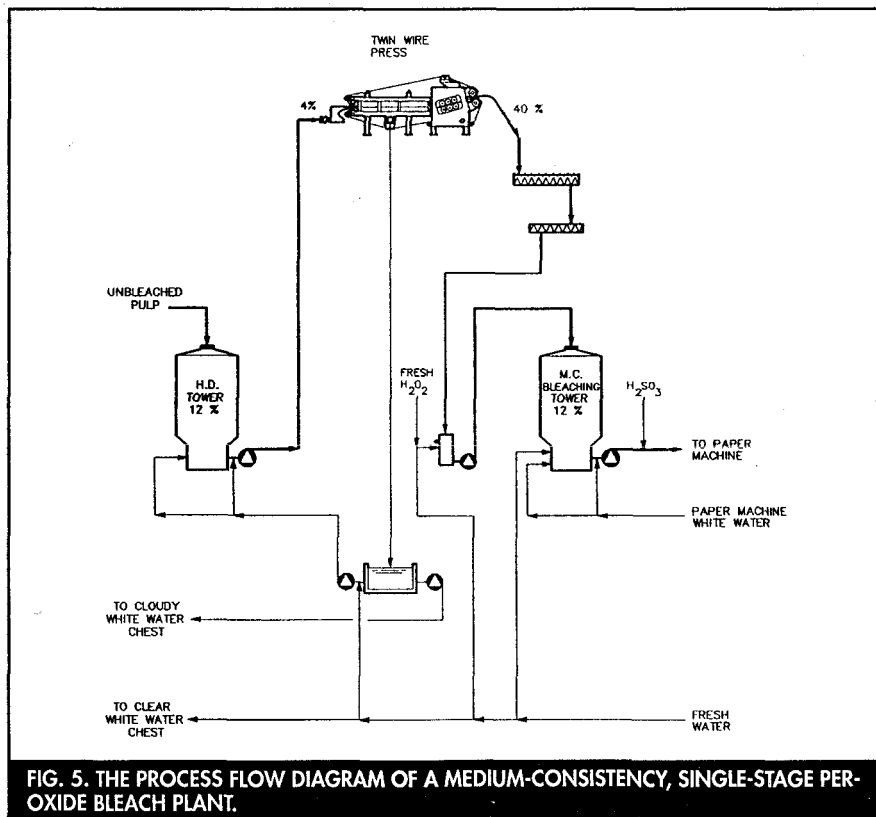 TWIN WIRE
PRESS
4%
40 %
UNBLEACHED
PULP
H.D.
TOWER
12 %
FRESH
H2O2
M.C.
BLEACHING
TOWER
12 %
H2SO3
TO PAPER
MACHINE
PAPER MACHINE
WHITE WATER
TO CLOUDY
WHITE WATER
CHEST
TO CLEAR
WHITE WATER
CHEST
FRESH
WATER
FIG. 5. THE PROCESS FLOW DIAGRAM OF A MEDIUM-CONSISTENCY, SINGLE-STAGE PER-
OXIDE BLEACH PLANT.